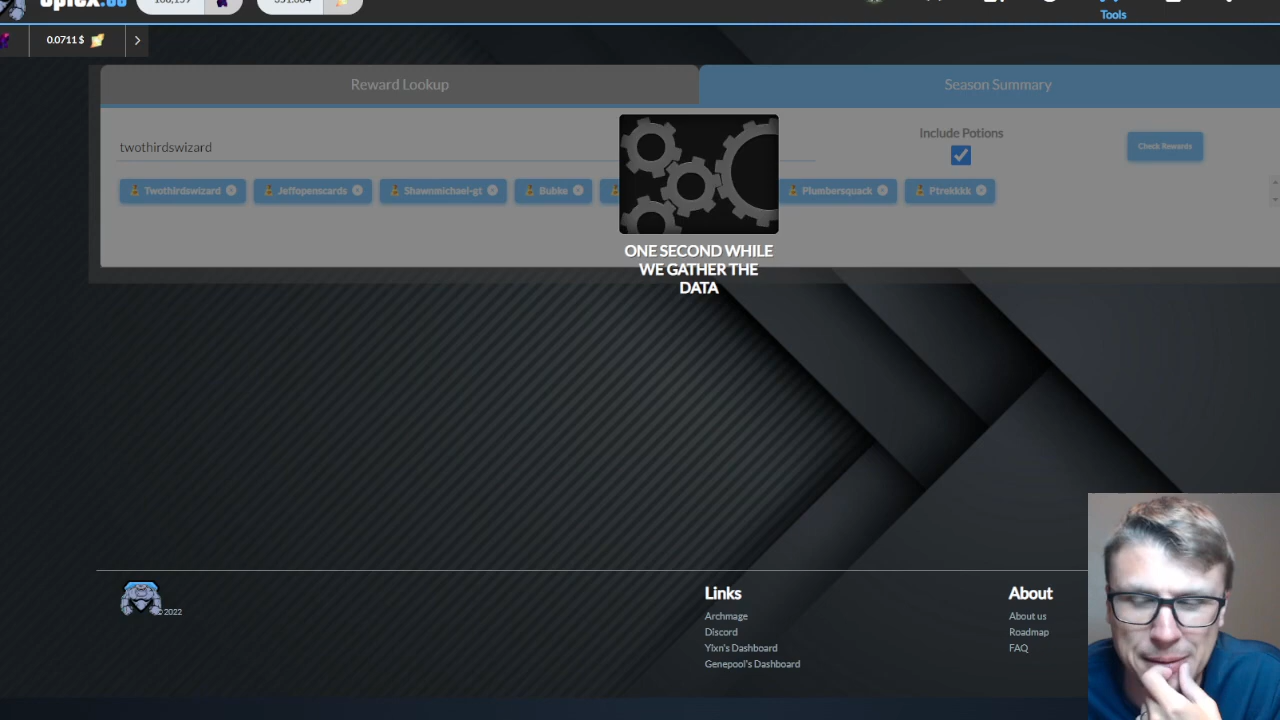 Tools
0.0711 $
Reward Lookup
Season Summary
twothirdswizard
Include Potions
Check Rewards
Twothirdswizard
Jeffopenscards
Shawnmichael-gt
Bubke
Plumbersquack
Ptrekkkk
ONE SECOND WHILE
WE GATHER THE
DATA
Links
About
Archmage
About us
© 2022
Discord
Roadmap
Ylxn's Dashboard
FAQ
Genepool's Dashboard